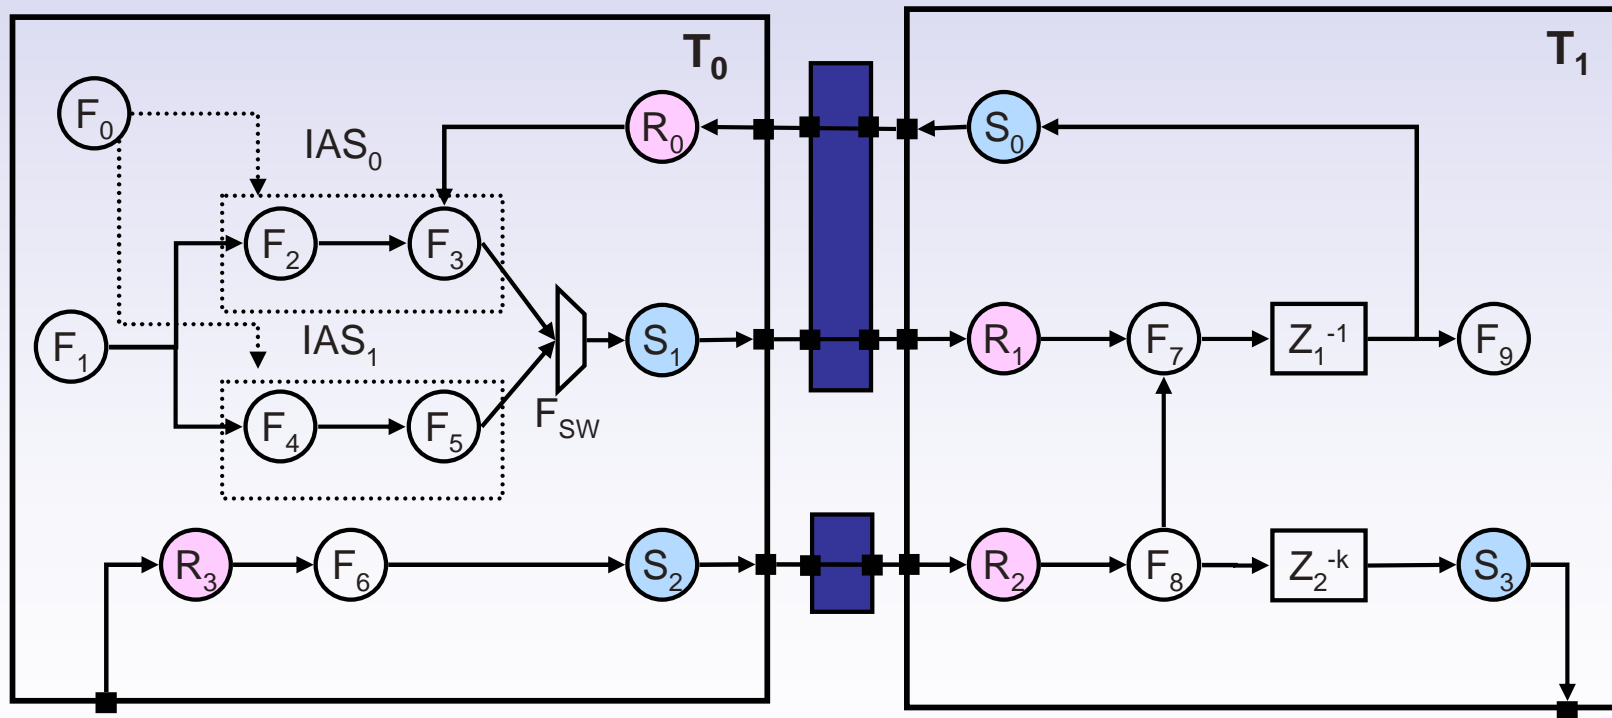 T0
T1
F0
IAS0
R0
S0
F2
F3
F1
IAS1
S1
R1
F7
Z1-1
F9
F4
F5
FSW
R3
F6
S2
R2
F8
Z2-k
S3